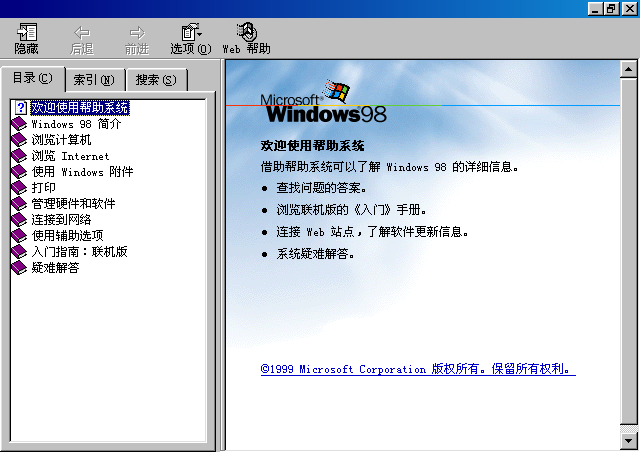 隐藏
后退
前进
选项(O)
Web 帮助
目录(C)
索引(N)
搜索(S)
欢迎使用帮助系统
Windows 98 简介
浏览计算机
浏览 Internet
使用 Windows 附件
打印
管理硬件和软件
连接到网络
使用辅助选项
入门指南：联机版
疑难解答
Microsoft
Windows98
欢迎使用帮助系统
借助帮助系统可以了解 Windows 98 的详细信息。
● 查找问题的答案。
● 浏览联机版的《入门》手册。
● 连接 Web 站点，了解软件更新信息。
● 系统疑难解答。
©1999 Microsoft Corporation 版权所有。保留所有权利。